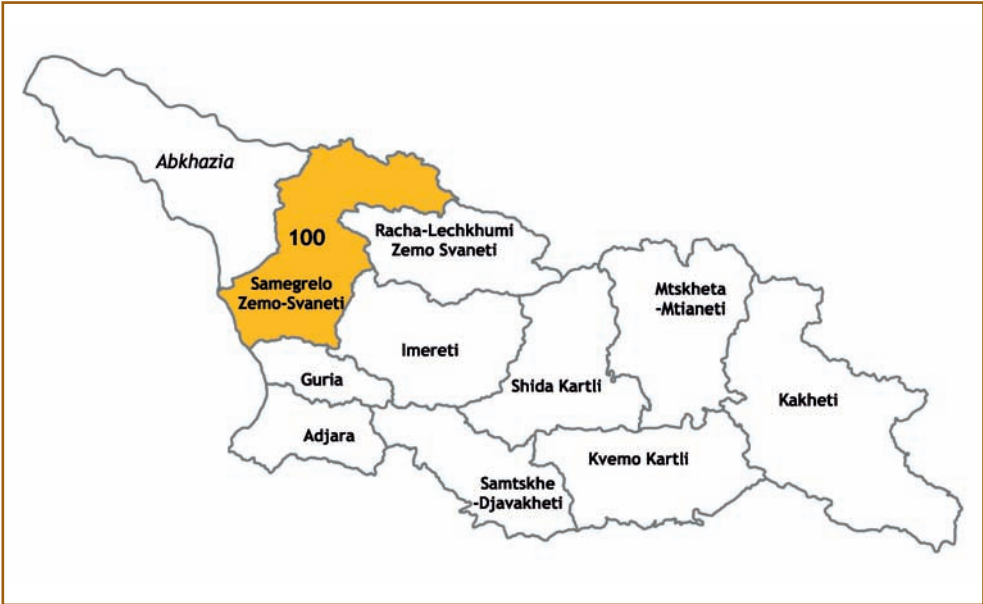 Abkhazia
100
Racha-Lechkhumi
Zemo Svaneti
Samegrelo
Zemo-Svaneti
Mtskheta
-Mtianeti
Imereti
Guria
Shida Kartli
Kakheti
Adjara
Kvemo Kartli
Samtskhe
-Djavakheti